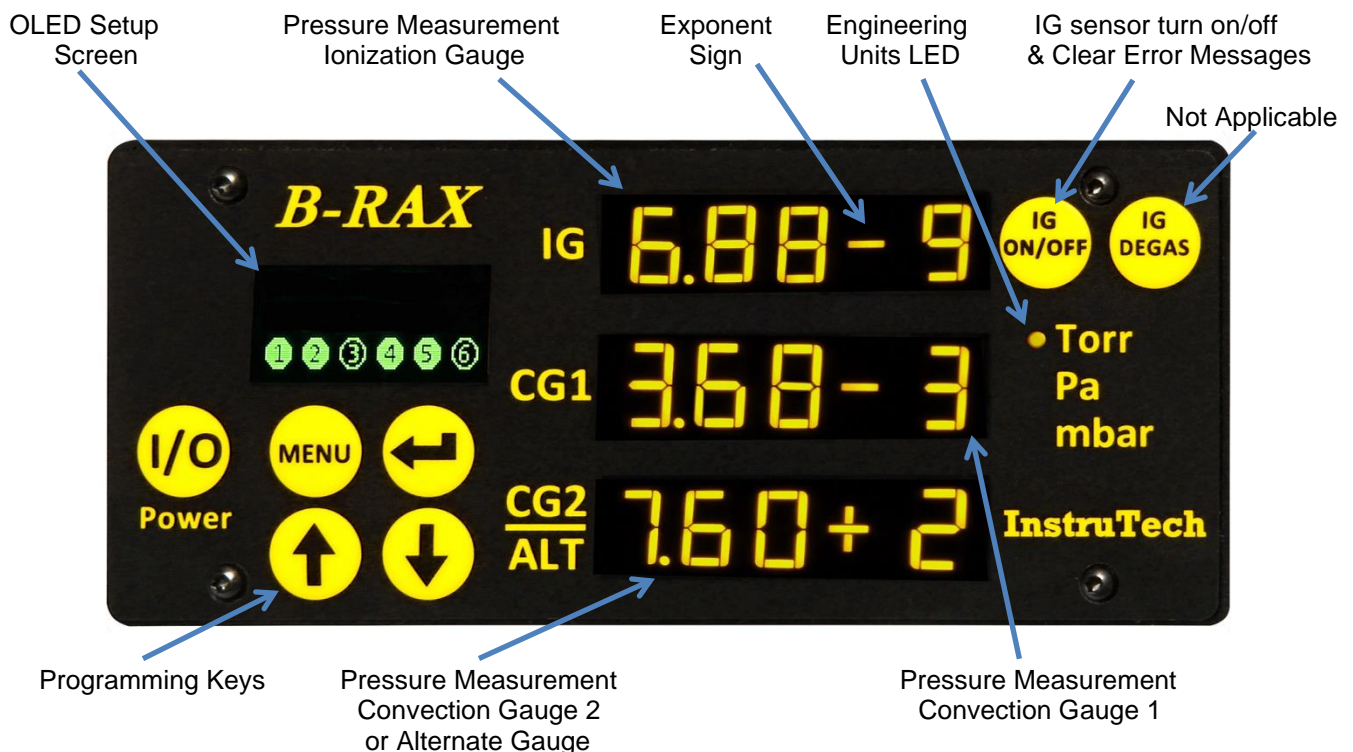 OLED Setup
Screen
Pressure Measurement
Ionization Gauge
Exponent
Sign
Engineering
Units LED
IG sensor turn on/off
& Clear Error Messages
Not Applicable
B-RAX
IG
6.88 - 9
IG
ON/OFF
IG
DEGAS
1 2 3 4 5 6
CG1
3.68 - 3
Torr
Pa
mbar
I/O
Power
MENU
CG2
ALT
7.60 + 2
InstruTech
Programming Keys
Pressure Measurement
Convection Gauge 2
or Alternate Gauge
Pressure Measurement
Convection Gauge 1